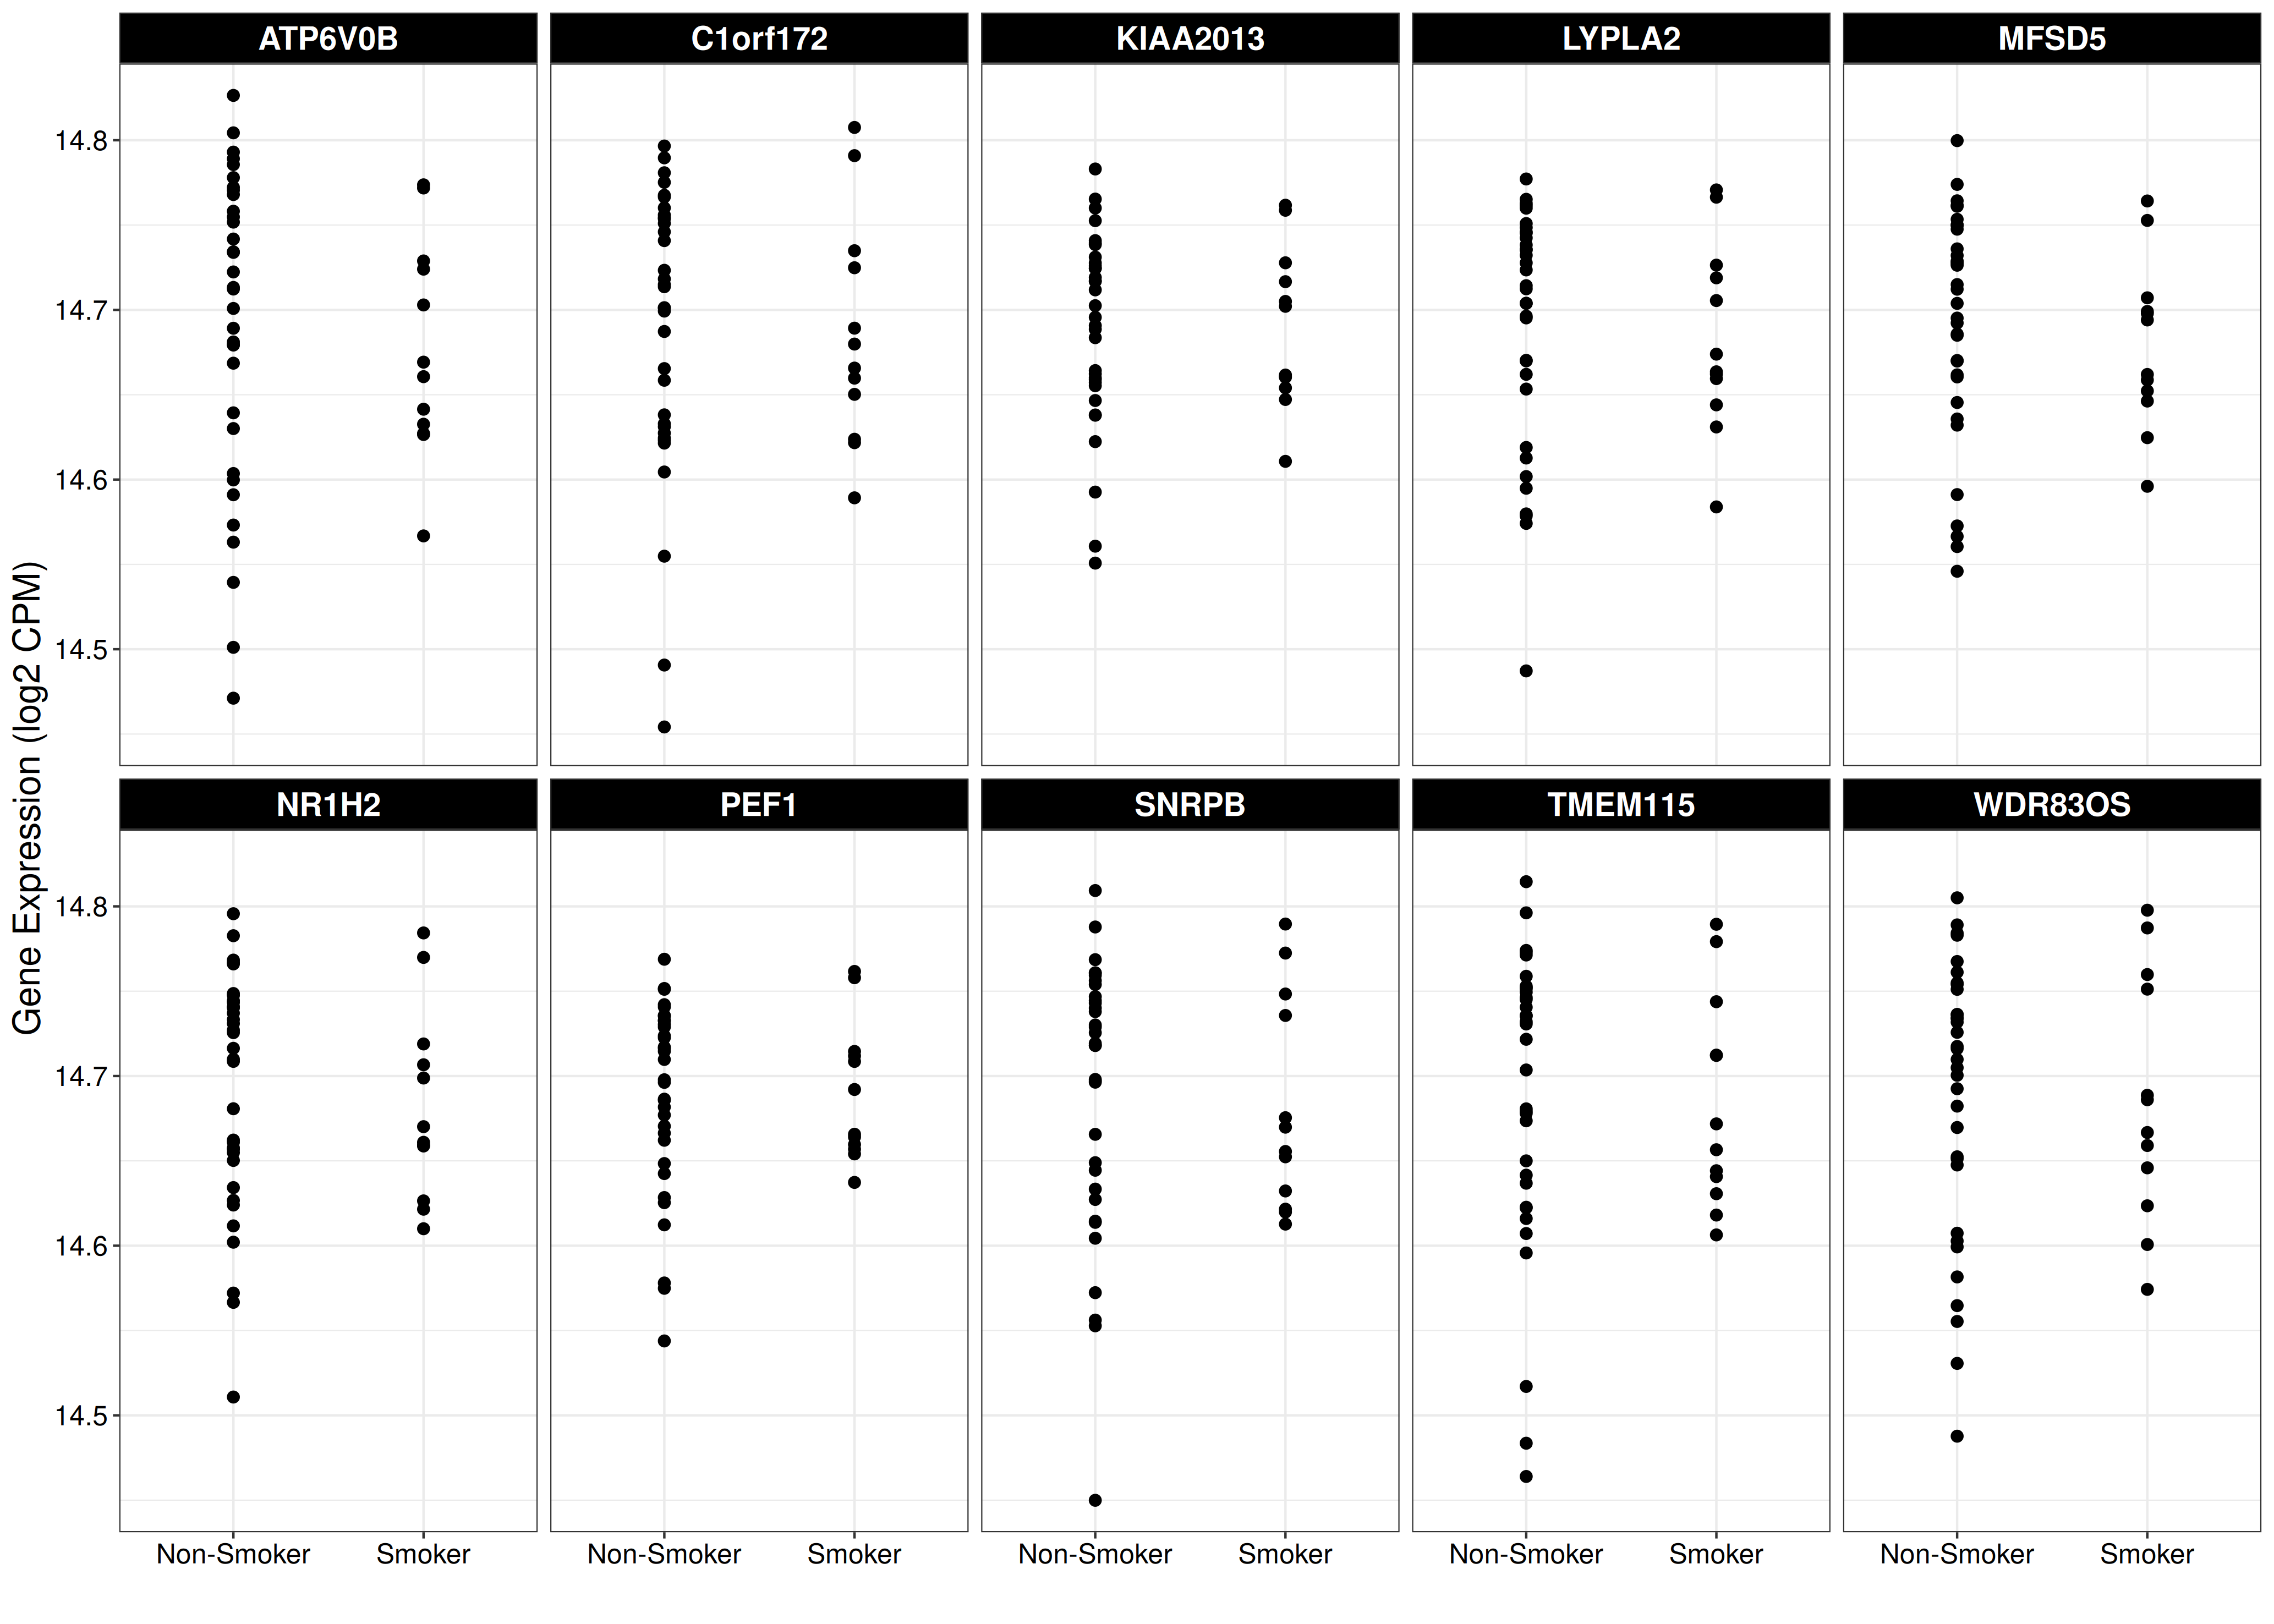 ATP6V0B C1orf172 KIAA2013 LYPLA2 MFSD5
14.8
14.7
14.6
14.5
Gene Expression (log2 CPM)
NR1H2 PEF1 SNRPB TMEM115 WDR83OS
14.8
14.7
14.6
14.5
Non-Smoker Smoker Non-Smoker Smoker Non-Smoker Smoker Non-Smoker Smoker Non-Smoker Smoker